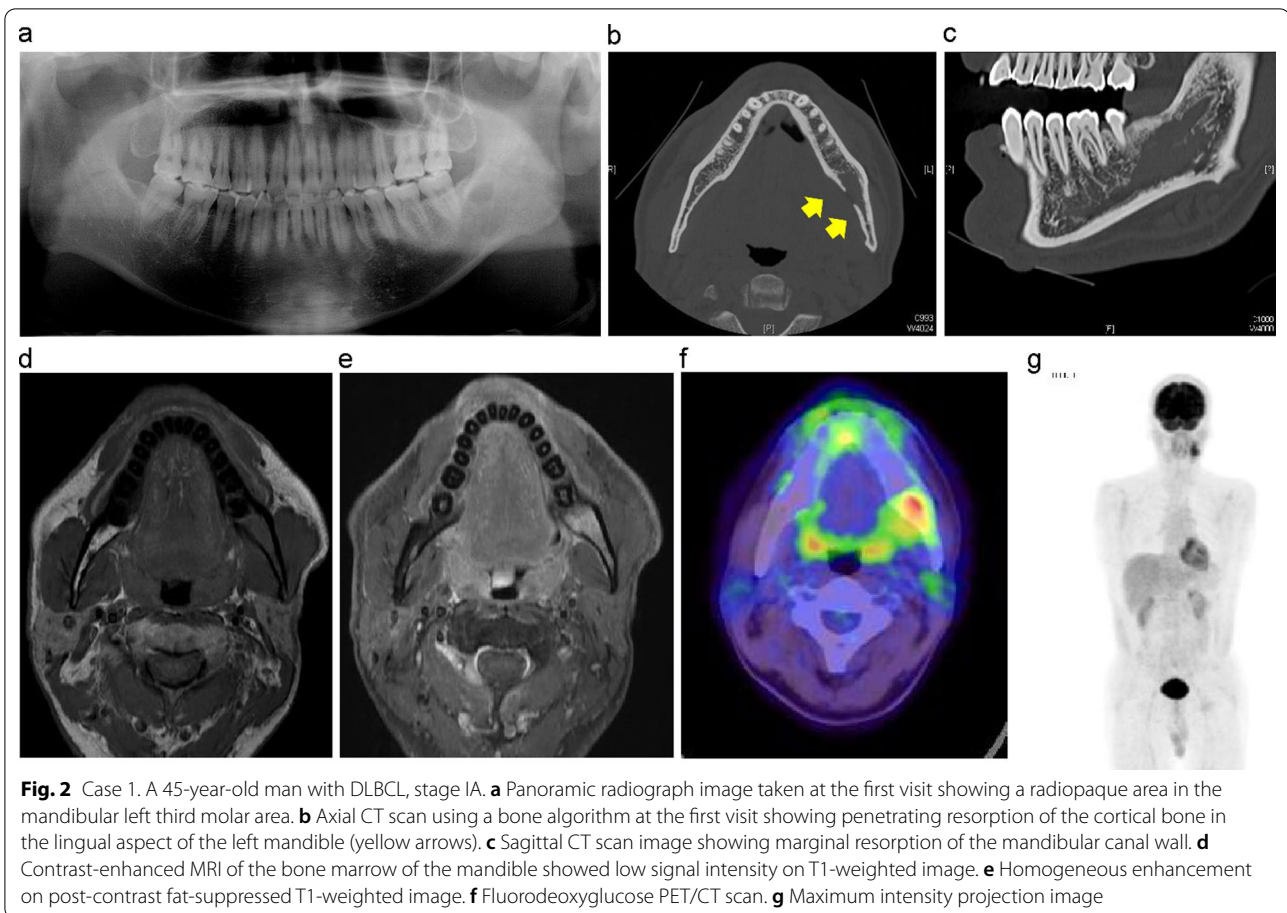 a
b
c
[R]
[L]
[P]
C993
W4024
[?]
[?]
[F]
C1000
W4000
d
e
f
g
Fig. 2 Case 1. A 45-year-old man with DLBCL, stage IA. a Panoramic radiograph image taken at the first visit showing a radiopaque area in the
mandibular left third molar area. b Axial CT scan using a bone algorithm at the first visit showing penetrating resorption of the cortical bone in
the lingual aspect of the left mandible (yellow arrows). c Sagittal CT scan image showing marginal resorption of the mandibular canal wall. d
Contrast-enhanced MRI of the bone marrow of the mandible showed low signal intensity on T1-weighted image. e Homogeneous enhancement
on post-contrast fat-suppressed T1-weighted image. f Fluorodeoxyglucose PET/CT scan. g Maximum intensity projection image